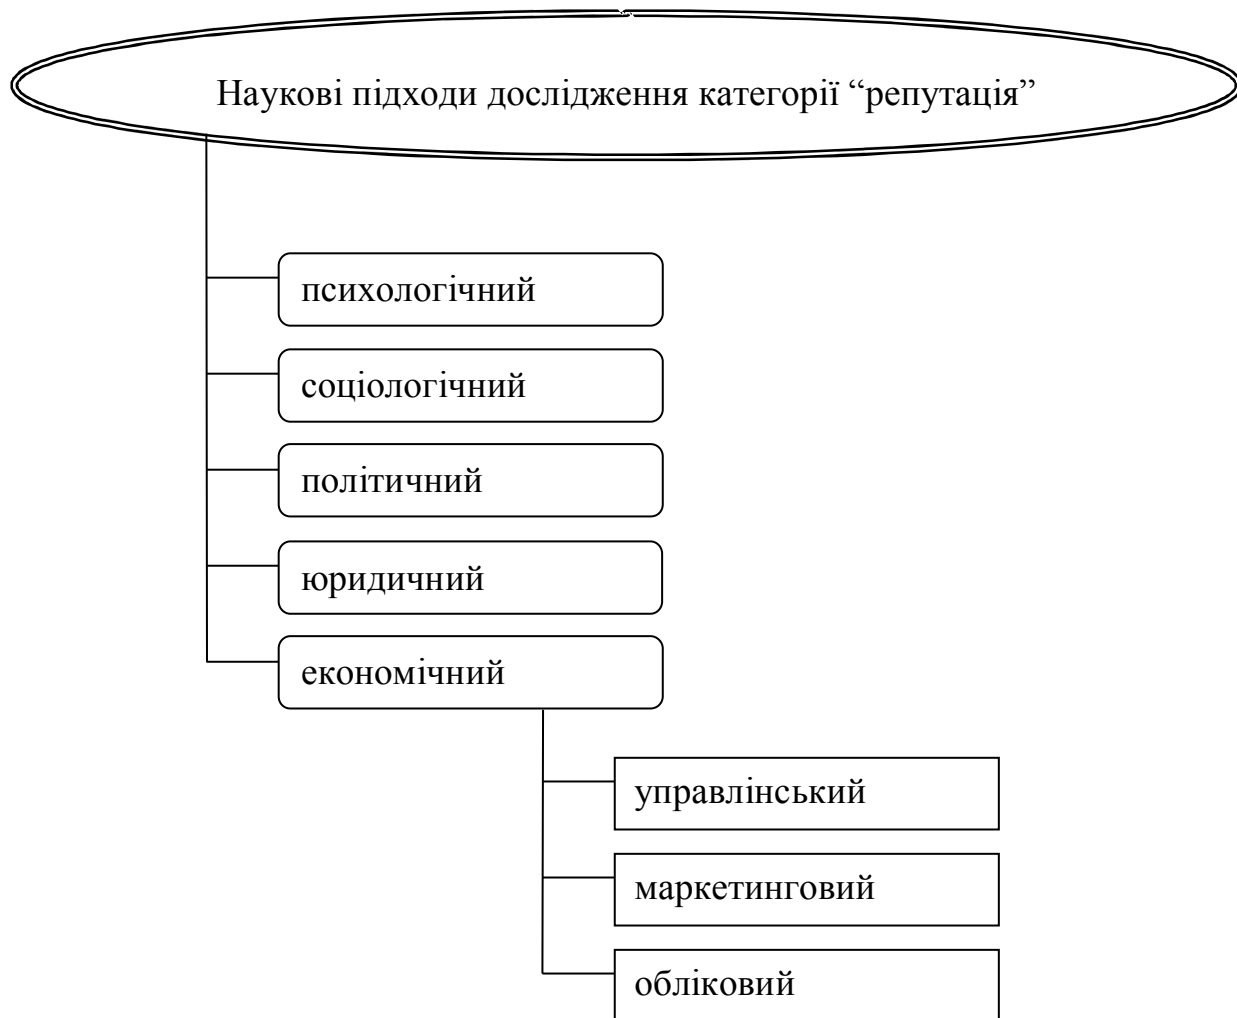 Наукові підходи дослідження категорії “репутація”
психологічний
соціологічний
політичний
юридичний
економічний
управлінський
маркетинговий
обліковий